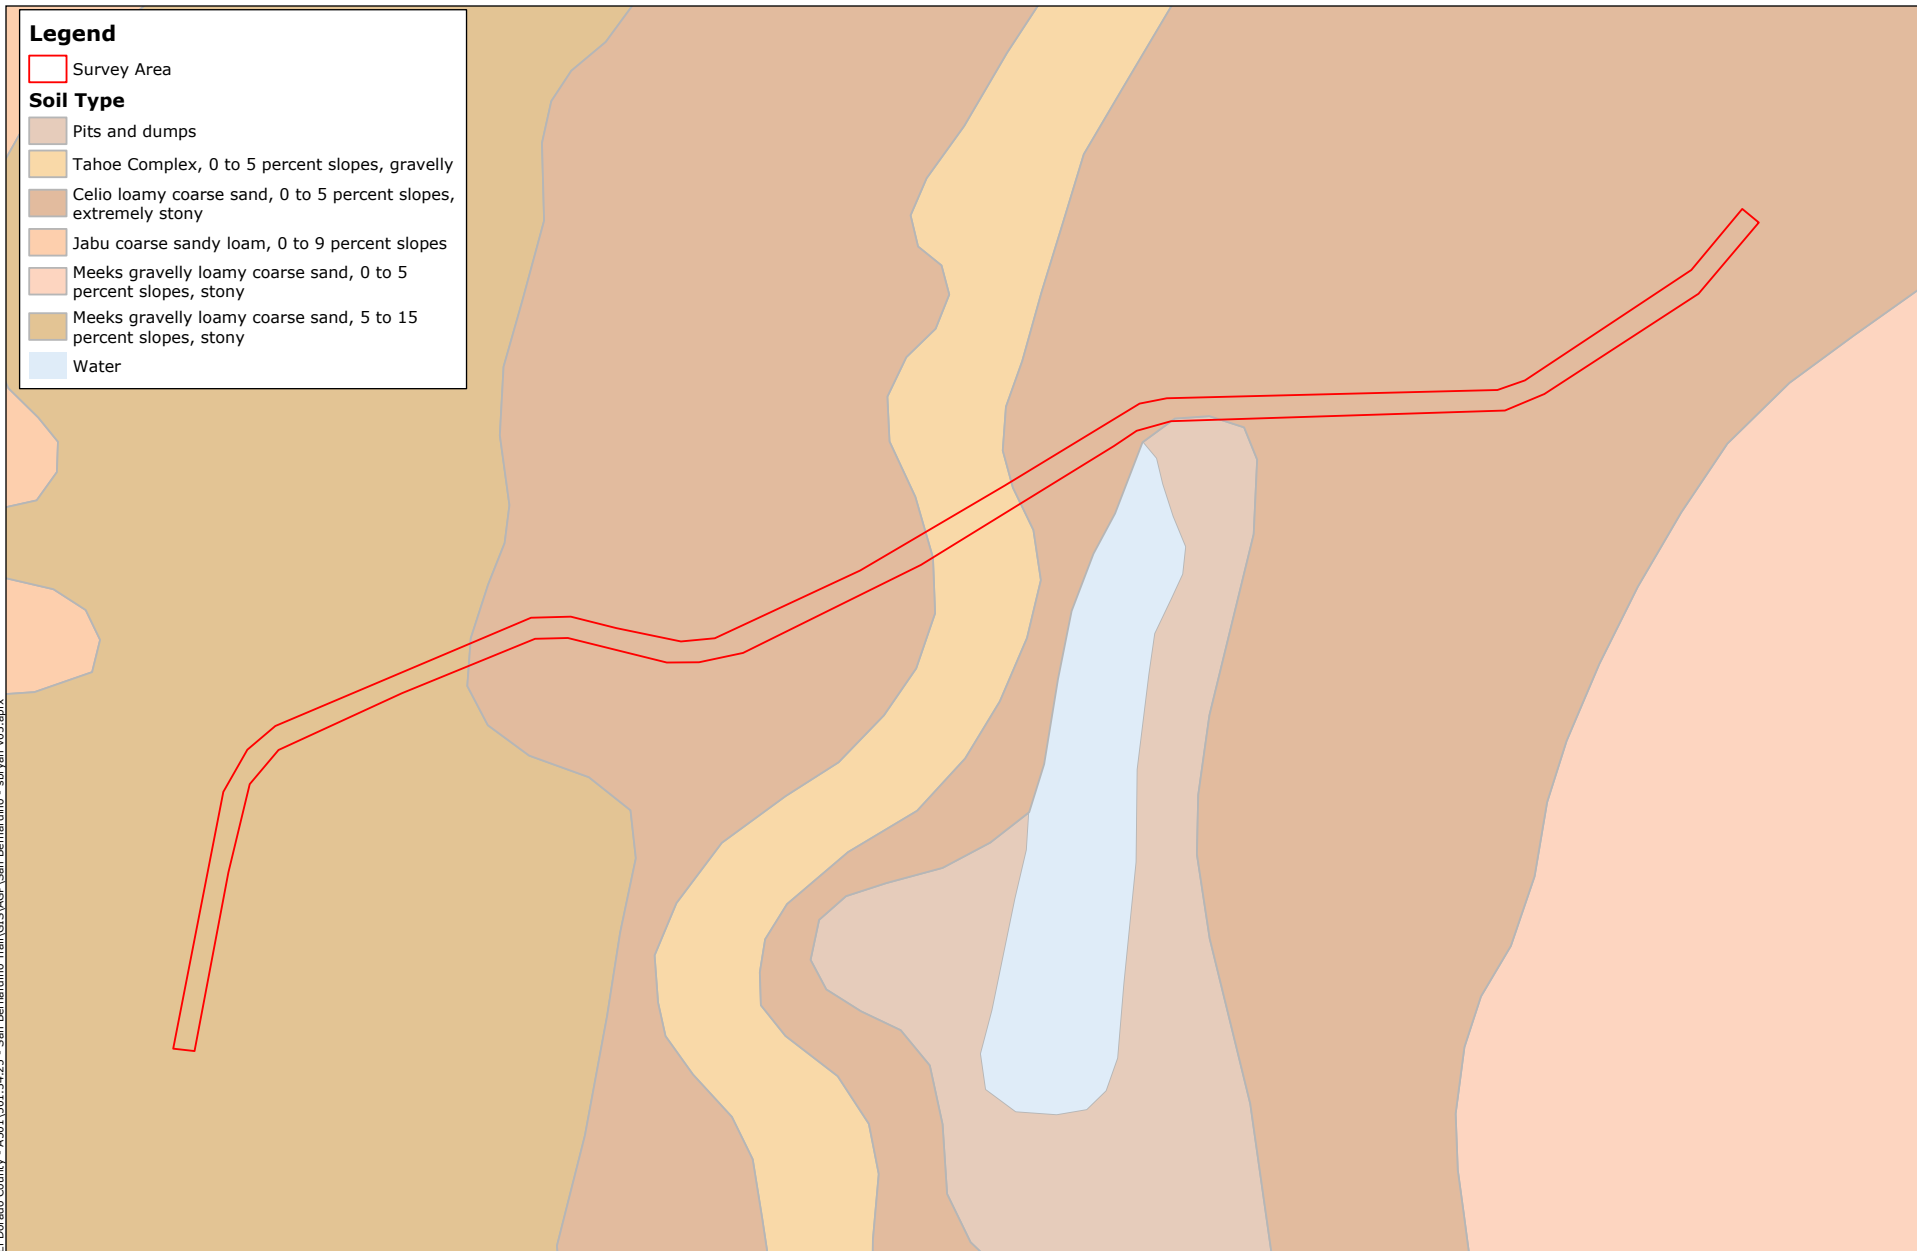 Legend
Survey Area
Soil Type
Pits and dumps
Tahoe Complex, 0 to 5 percent slopes, gravelly
Celio loamy coarse sand, 0 to 5 percent slopes,
extremely stony
Jabu coarse sandy loam, 0 to 9 percent slopes
Meeks gravelly loamy coarse sand, 0 to 5
percent slopes, stony
Meeks gravelly loamy coarse sand, 5 to 15
percent slopes, stony
Water